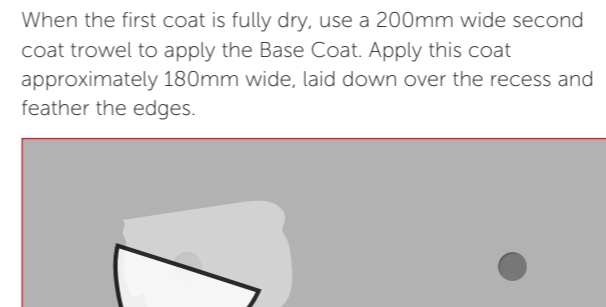 When the first coat is fully dry, use a 200mm wide second
coat trowel to apply the Base Coat. Apply this coat
approximately 180mm wide, laid down over the recess and
feather the edges.